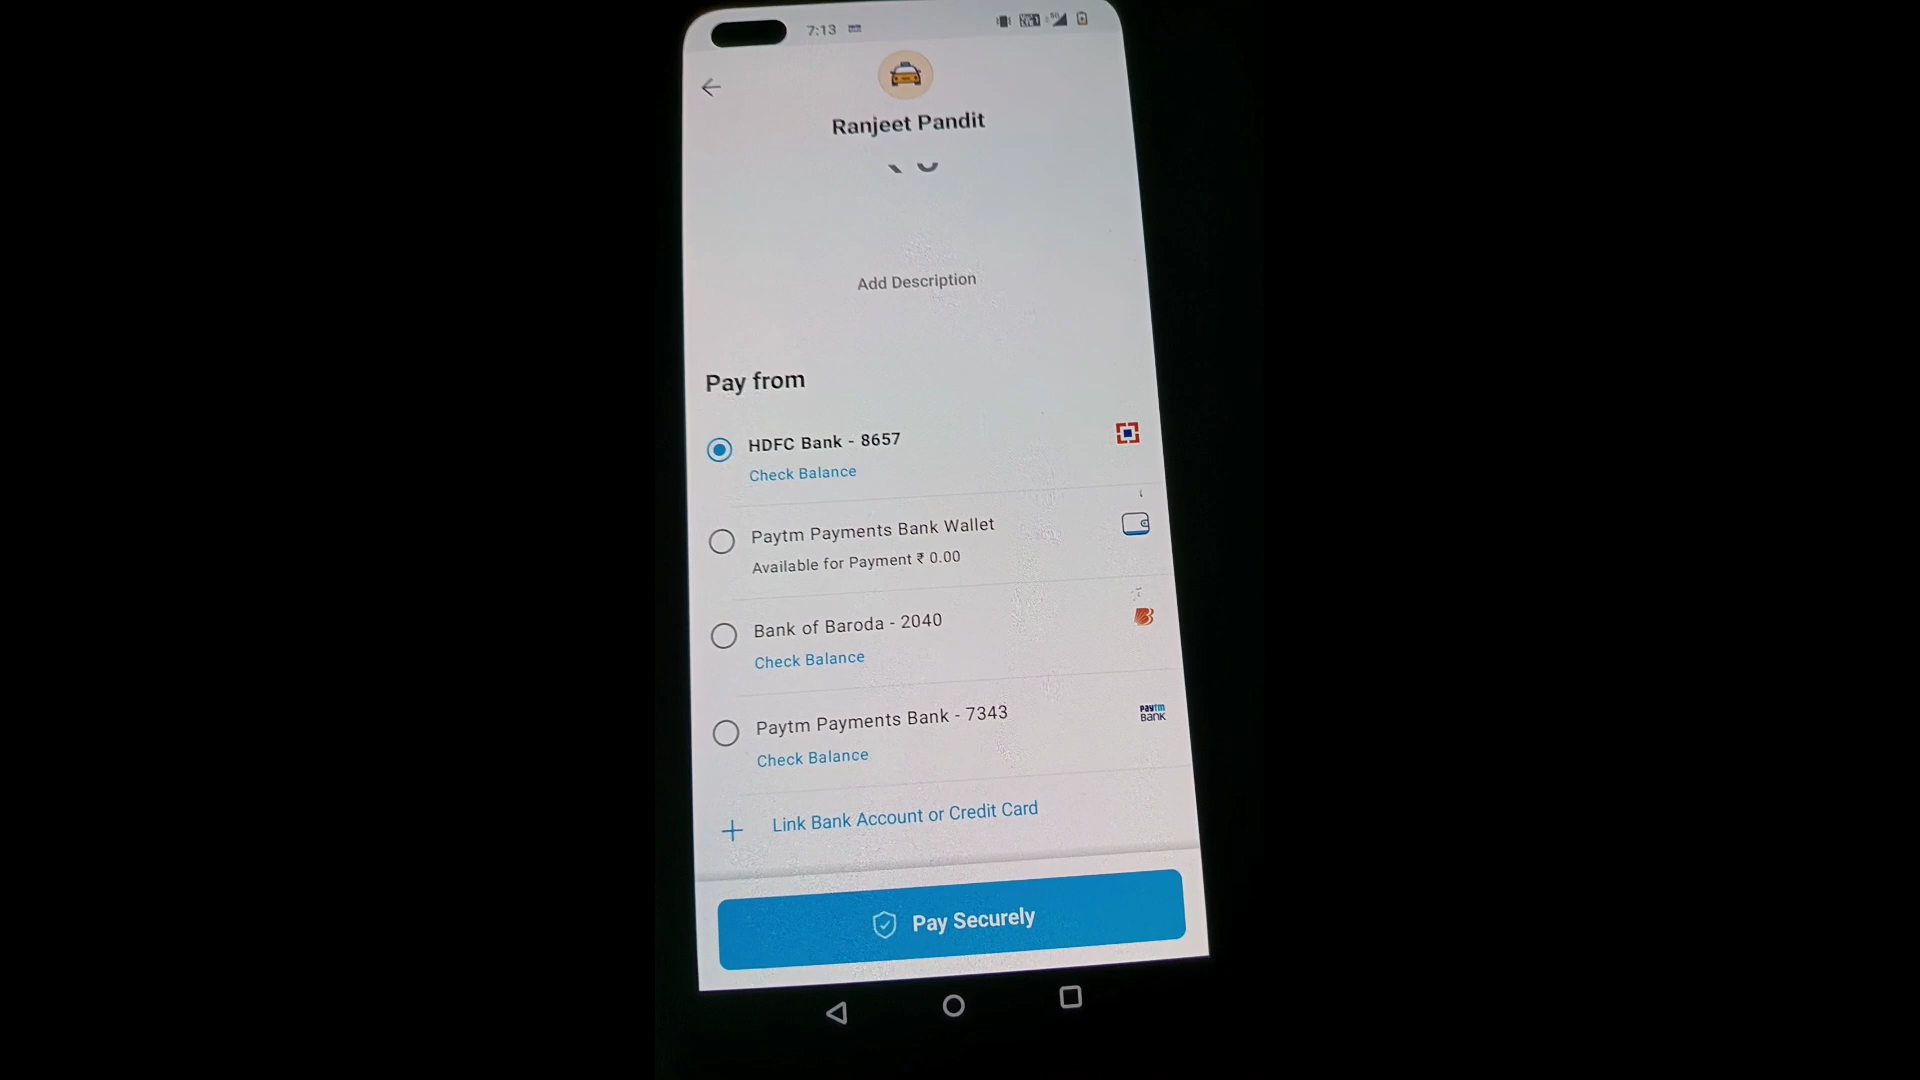 7:13
Ranjeet Pandit
Add Description
Pay from
HDFC Bank - 8657
Check Balance
Paytm Payments Bank Wallet
Available for Payment ₹ 0.00
Bank of Baroda - 2040
Check Balance
Paytm Payments Bank - 7343
paytm
Bank
Check Balance
Link Bank Account or Credit Card
Pay Securely